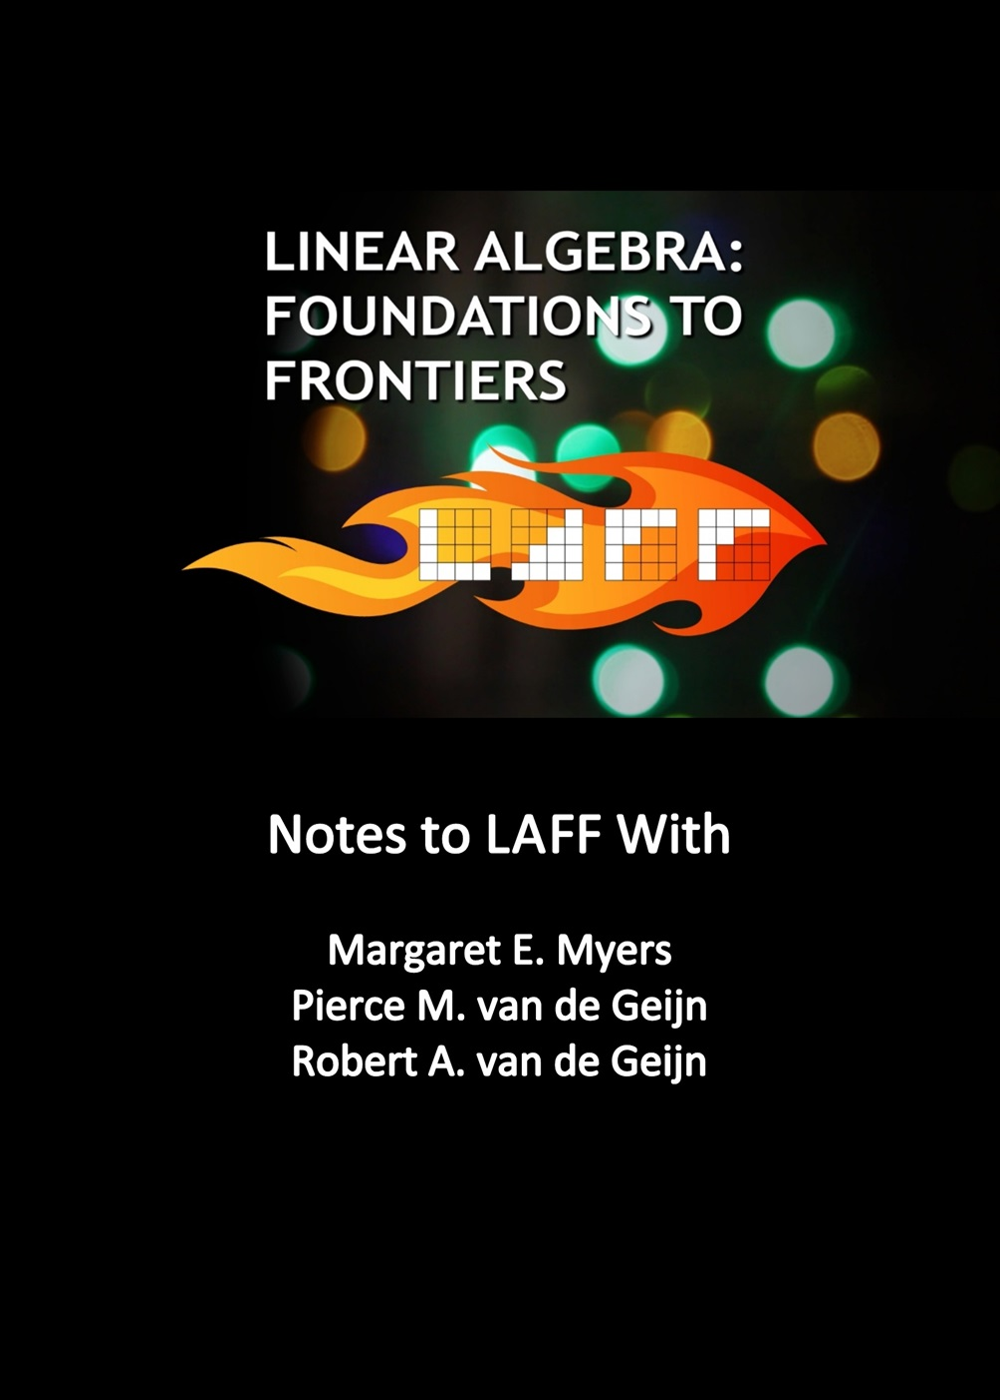 LINEAR ALGEBRA:
FOUNDATIONS TO
FRONTIERS
LAFF
Notes to LAFF With
Margaret E. Myers
Pierce M. van de Geijn
Robert A. van de Geijn